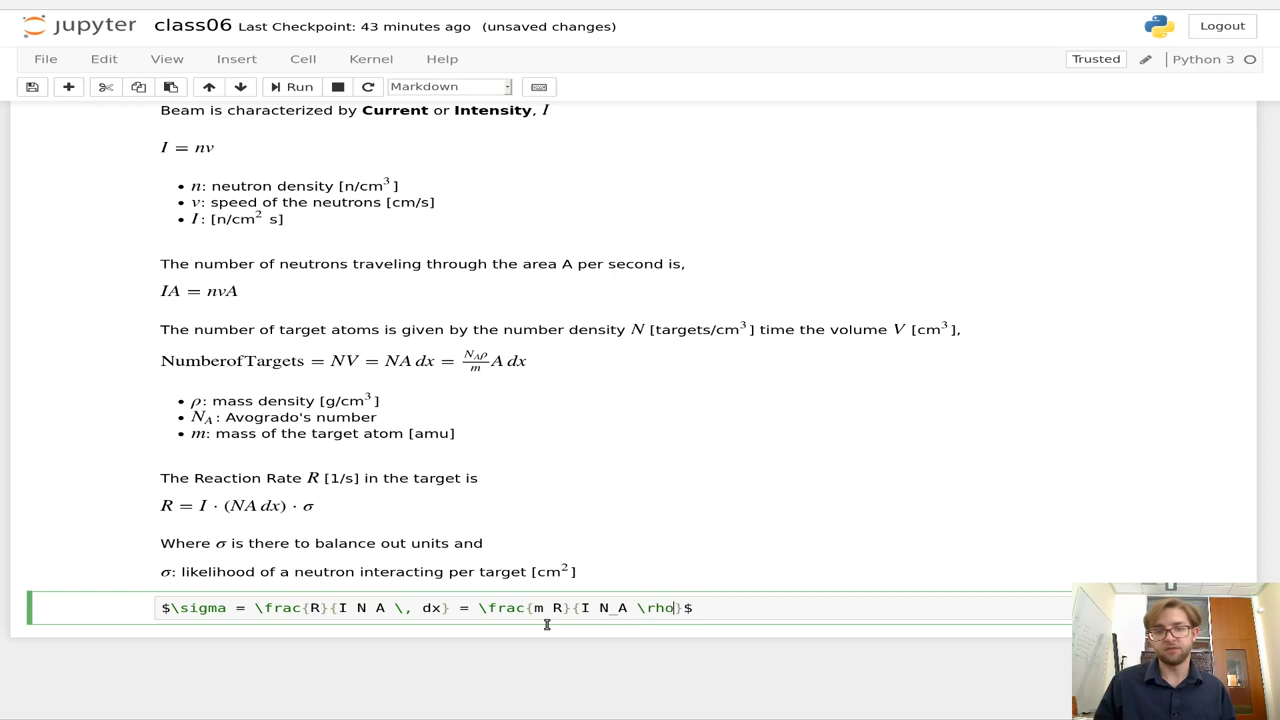 jupyter class06 Last Checkpoint: 43 minutes ago (unsaved changes) Logout
File Edit View Insert Cell Kernel Help Trusted Python 3
Run Markdown
Beam is characterized by Current or Intensity, I
I = nv
• n: neutron density [n/cm³]
• v: speed of the neutrons [cm/s]
• I: [n/cm² s]
The number of neutrons traveling through the area A per second is,
IA = nvA
The number of target atoms is given by the number density N [targets/cm³] time the volume V [cm³],
NumberofTargets = NV = NA dx = \frac{N_Aρ}{m} A dx
• ρ: mass density [g/cm³]
• N_A: Avogrado's number
• m: mass of the target atom [amu]
The Reaction Rate R [1/s] in the target is
R = I · (NA dx) · σ
Where σ is there to balance out units and
σ: likelihood of a neutron interacting per target [cm²]
$\sigma = \frac{R}{I N A \, dx} = \frac{m R}{I N_A \rho}$